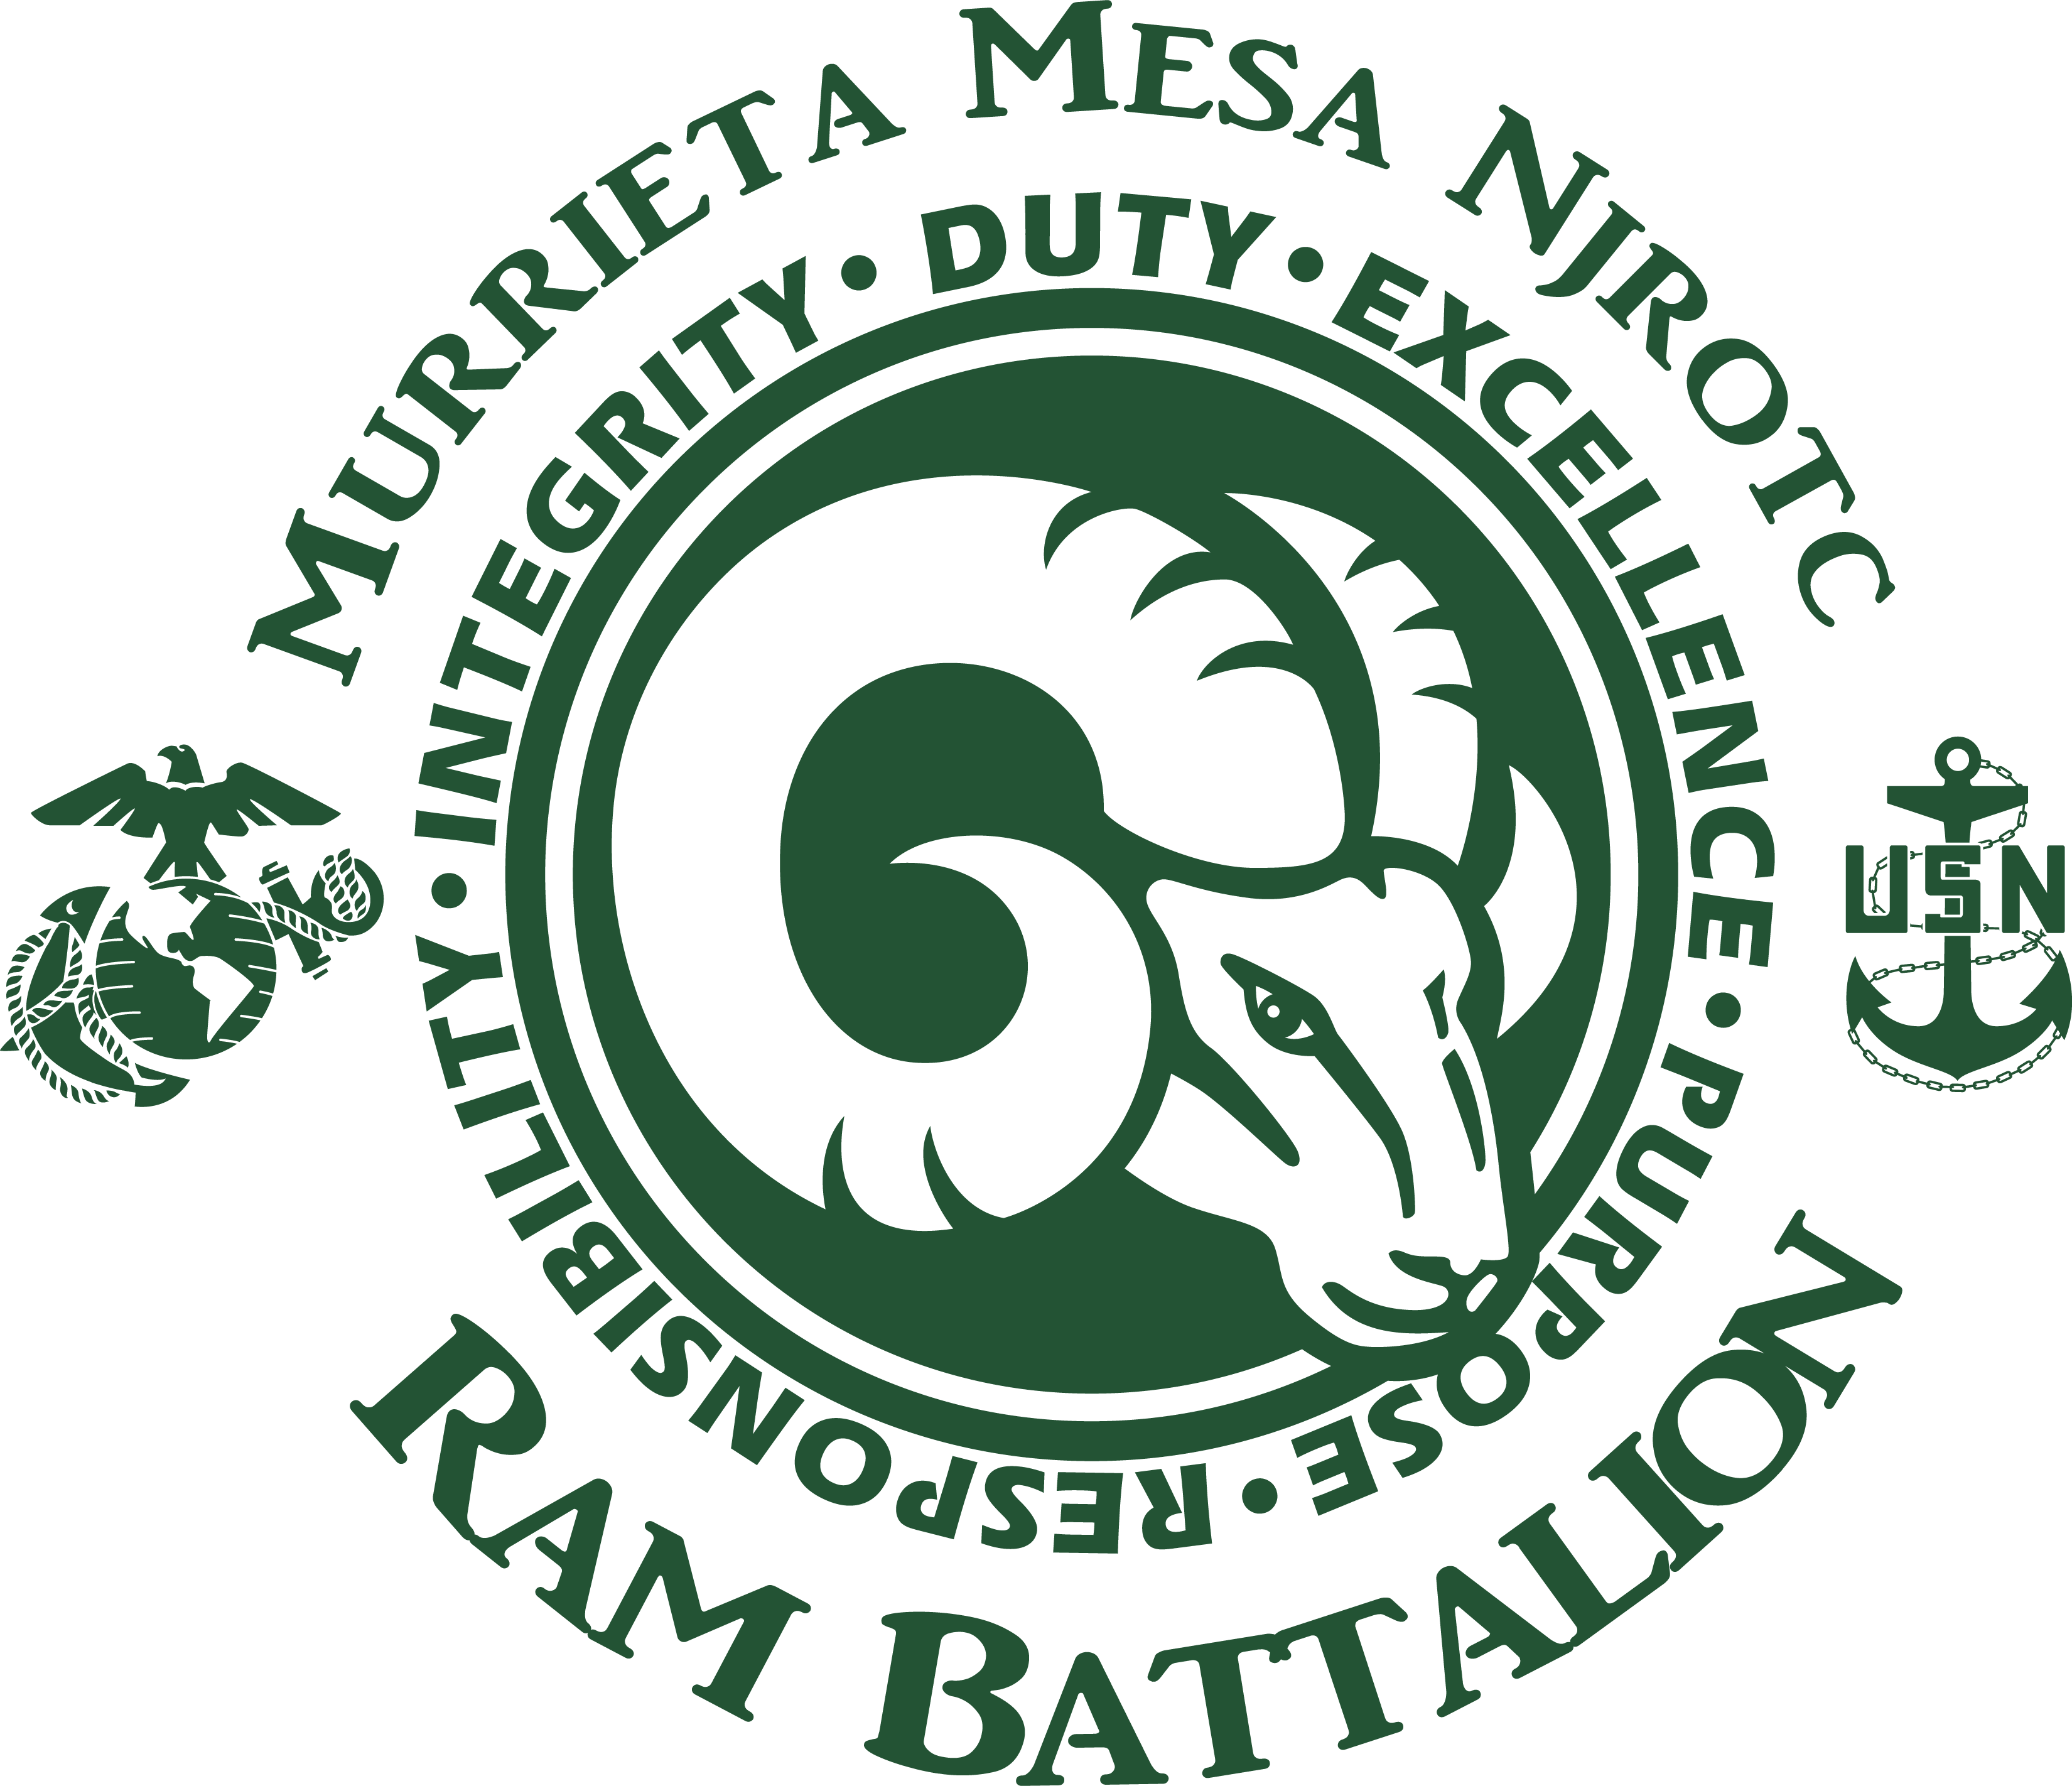 MURRIETA MESA NJROTC
INTEGRITY • DUTY • EXCELLENCE • PURPOSE • RESPONSIBILITY •
USN
RAM BATTALION